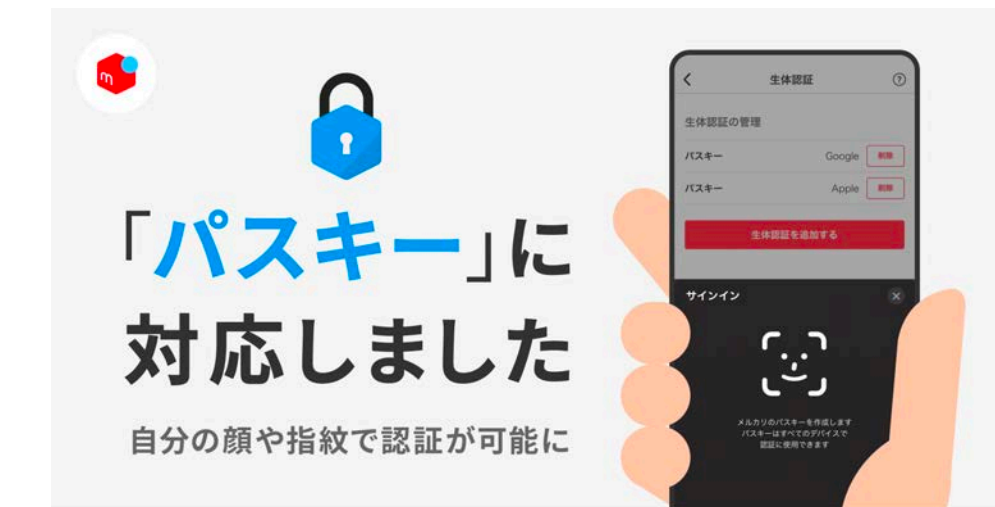 m
「パスキー」に
対応しました
自分の顔や指紋で認証が可能に
生体認証
?
生体認証の管理
パスキー Google 削除
パスキー Apple 削除
生体認証を追加する
サインイン
メルカリのパスキーを作成します
パスキーはすべてのデバイスで
認証に使用できます